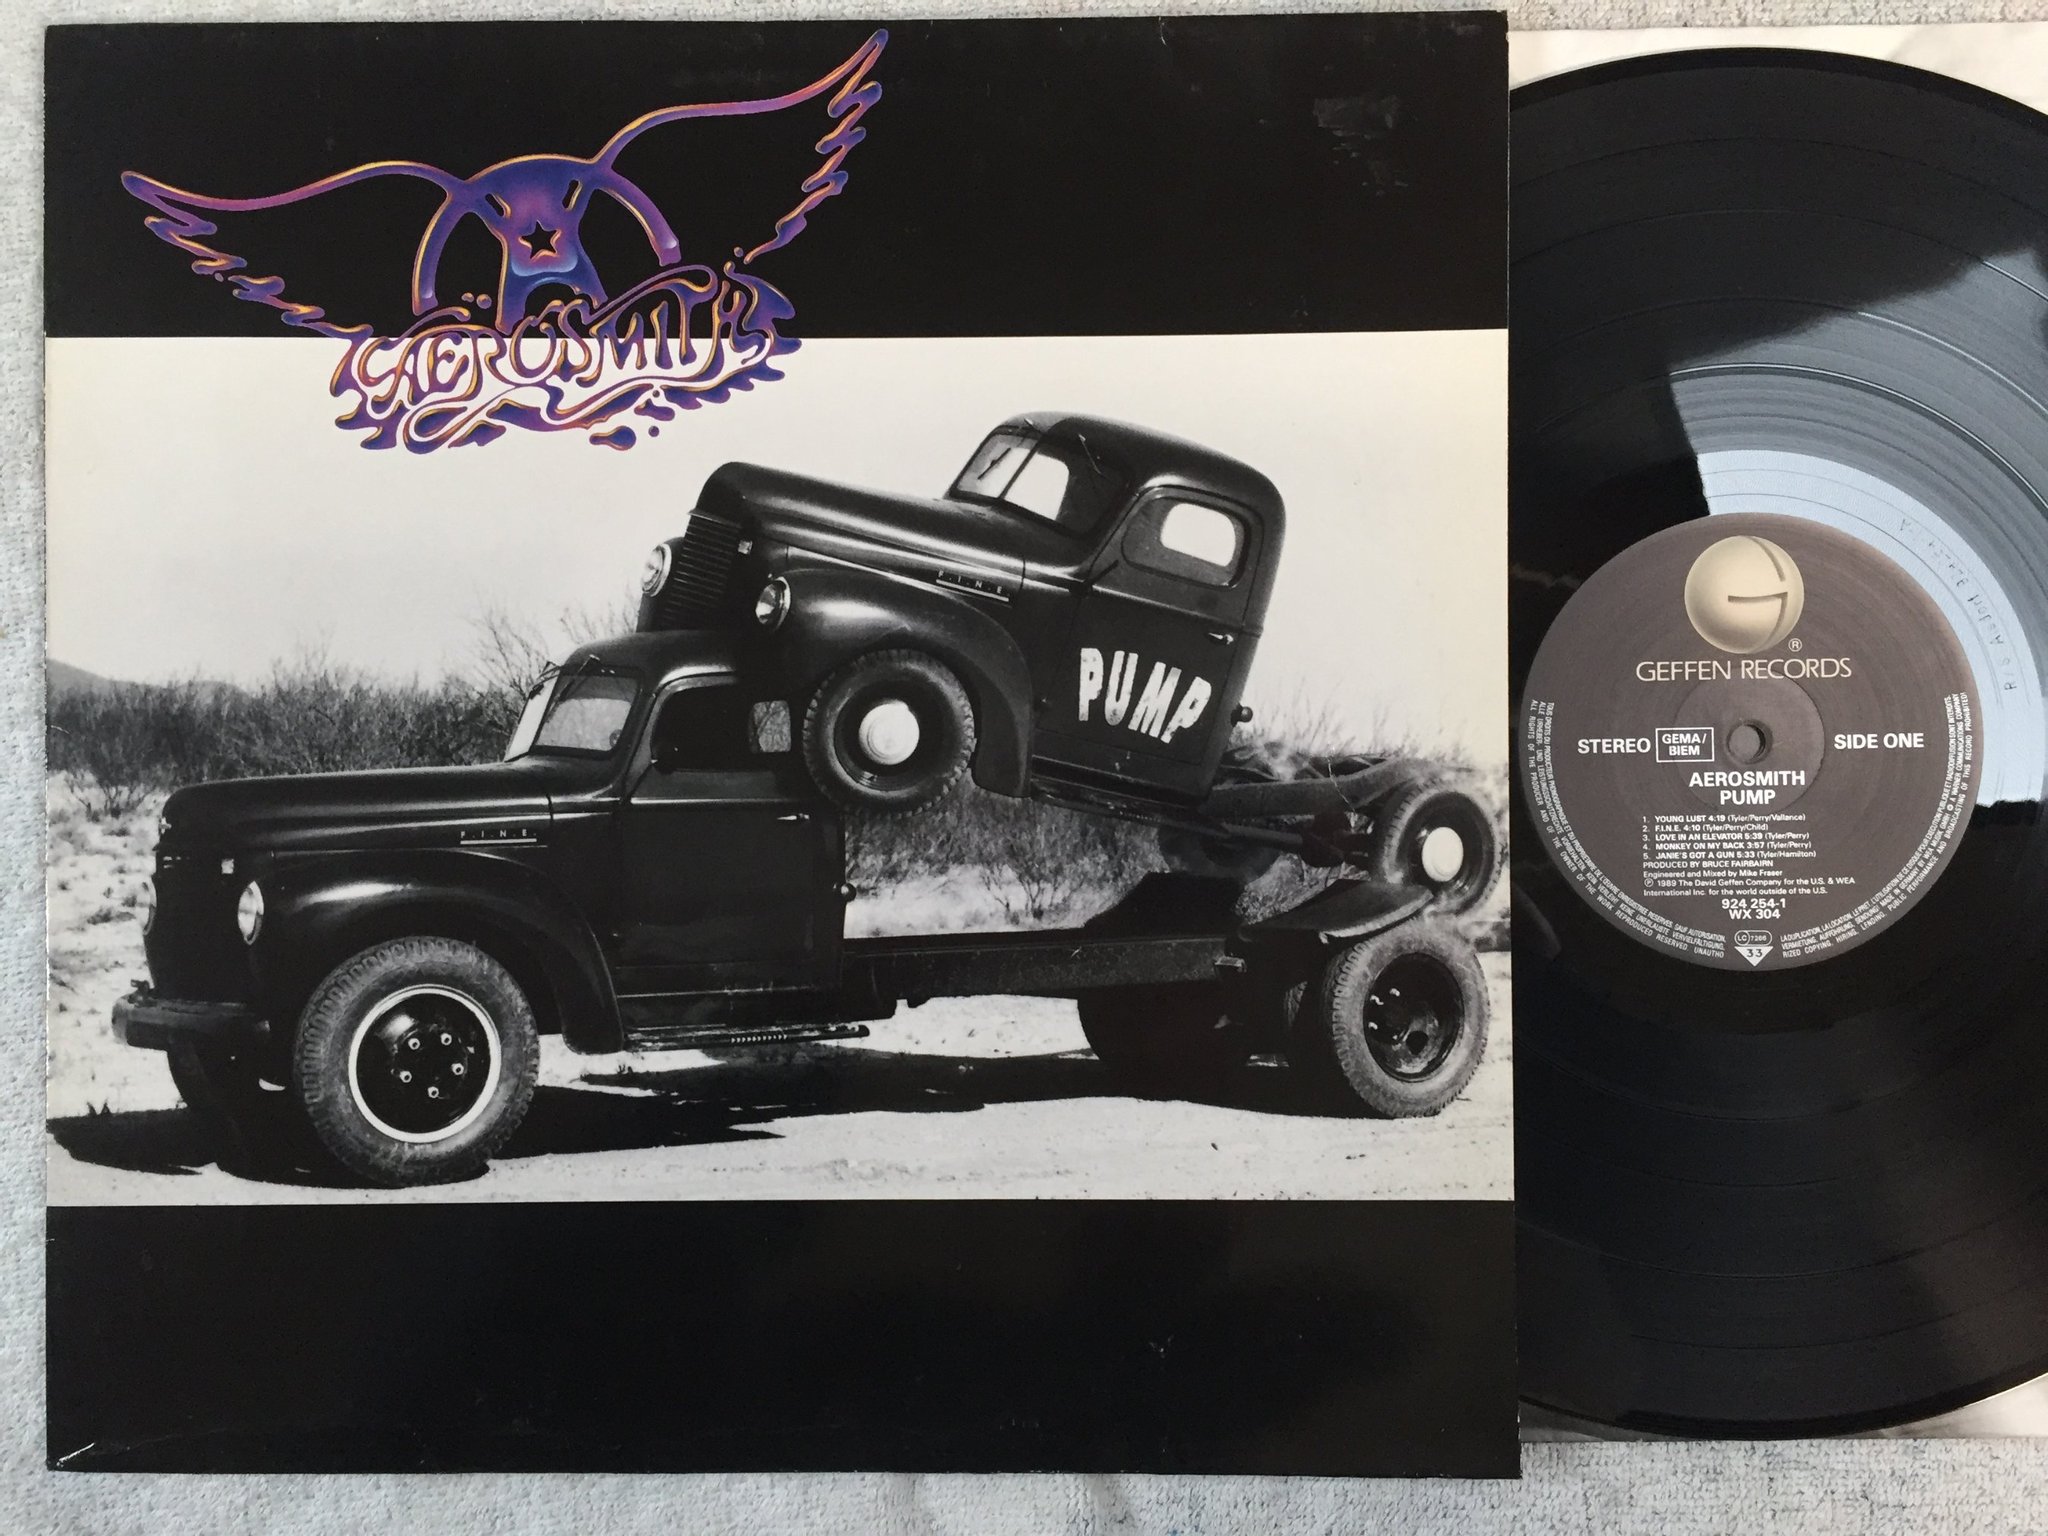 AEROSMITH
F.I.N.E.
PUMP
F.I.N.E.
GEFFEN RECORDS
®
STEREO
GEMA/
BIEM
SIDE ONE
AEROSMITH
PUMP
1. YOUNG LUST 4:19 (Tyler/Perry/Vallance)
2. F.I.N.E. 4:10 (Tyler/Perry/Child)
3. LOVE IN AN ELEVATOR 5:39 (Tyler/Perry)
4. MONKEY ON MY BACK 3:57 (Tyler/Perry)
5. JANIE'S GOT A GUN 5:33 (Tyler/Hamilton)
PRODUCED BY BRUCE FAIRBAIRN
Engineered and Mixed by Mike Fraser
℗ 1989 The David Geffen Company for the U.S. & WEA
International Inc. for the world outside of the U.S.
924 254-1
WX 304
LC 7266
33